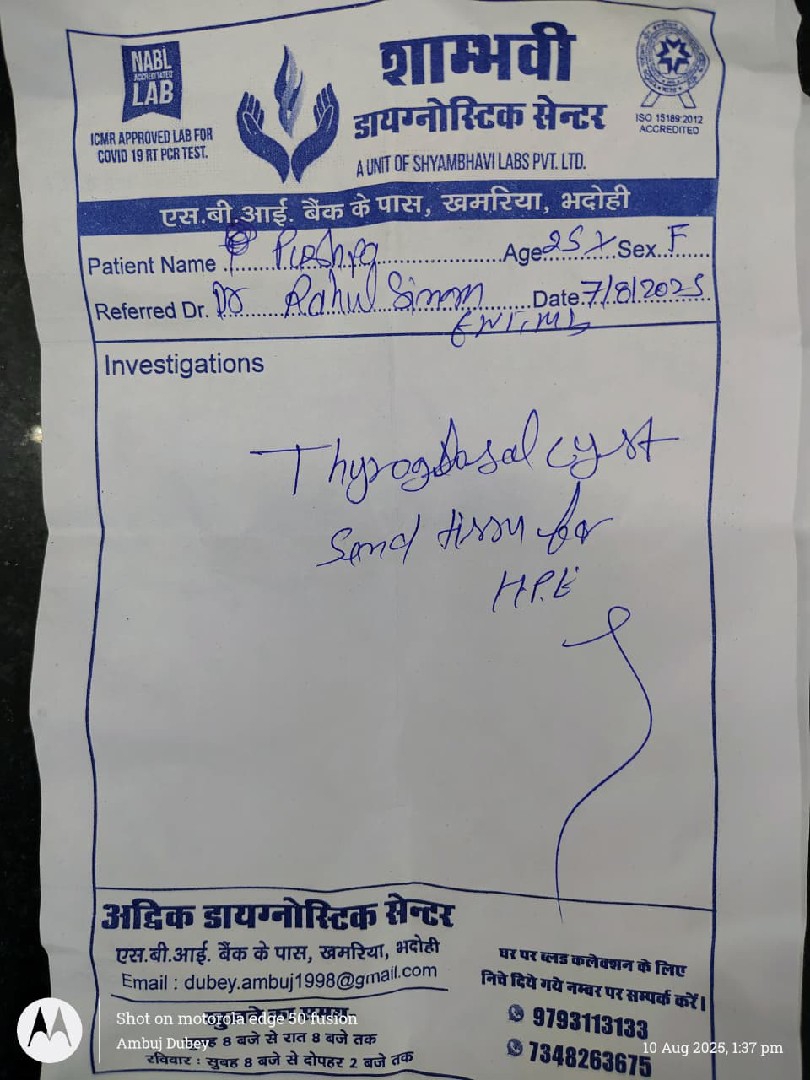 NABL
ACCREDITED
LAB
ICMR APPROVED LAB FOR
COVID 19 RT PCR TEST.
शाम्भवी
डायग्नोस्टिक सेन्टर
A UNIT OF SHYAMBHAVI LABS PVT. LTD.
ISO 15189:2012
ACCREDITED
एस.बी.आई. बैंक के पास, खमरिया, भदोही
Patient Name Age 25 Y Sex F
Referred Dr. Dr Rahul Date 7/8/2025
Investigations
cyst
Send for
H.P.E
अद्विक डायग्नोस्टिक सेन्टर
एस.बी.आई. बैंक के पास, खमरिया, भदोही
Email : dubey.ambuj1998@gmail.com
सुबह 8 बजे से रात 8 बजे तक
रविवार : सुबह 8 बजे से दोपहर 2 बजे तक
घर पर ब्लड कलेक्शन के लिए
निचे दिये गये नम्बर पर सम्पर्क करें।
9793113133
7348263675
Shot on motorola edge 50 fusion
Ambuj Dubey
10 Aug 2025, 1:37 pm